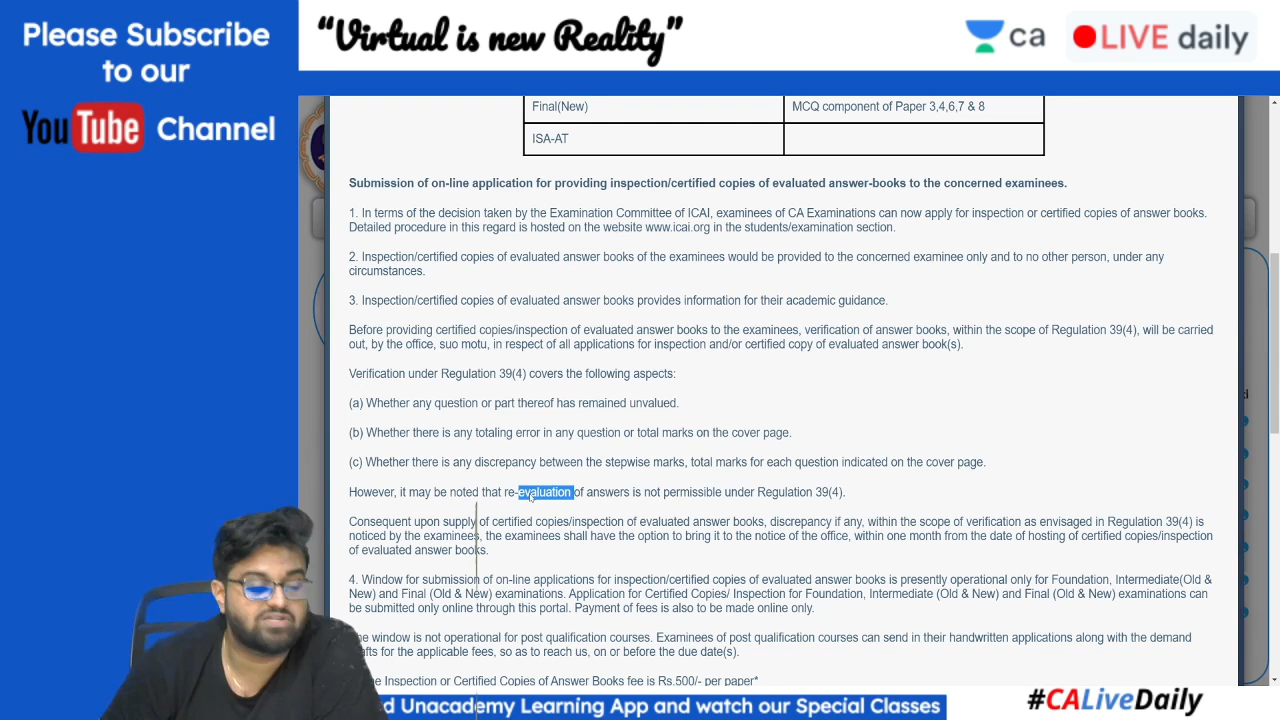 Please Subscribe
to our
YouTube Channel
"Virtual is new Reality"
ca
LIVE daily
Final(New)
MCQ component of Paper 3,4,6,7 & 8
ISA-AT
Submission of on-line application for providing inspection/certified copies of evaluated answer-books to the concerned examinees.
1. In terms of the decision taken by the Examination Committee of ICAI, examinees of CA Examinations can now apply for inspection or certified copies of answer books.
Detailed procedure in this regard is hosted on the website www.icai.org in the students/examination section.
2. Inspection/certified copies of evaluated answer books of the examinees would be provided to the concerned examinee only and to no other person, under any
circumstances.
3. Inspection/certified copies of evaluated answer books provides information for their academic guidance.
Before providing certified copies/inspection of evaluated answer books to the examinees, verification of answer books, within the scope of Regulation 39(4), will be carried
out, by the office, suo motu, in respect of all applications for inspection and/or certified copy of evaluated answer book(s).
Verification under Regulation 39(4) covers the following aspects:
(a) Whether any question or part thereof has remained unvalued.
(b) Whether there is any totaling error in any question or total marks on the cover page.
(c) Whether there is any discrepancy between the stepwise marks, total marks for each question indicated on the cover page.
However, it may be noted that re-evaluation of answers is not permissible under Regulation 39(4).
Consequent upon supply of certified copies/inspection of evaluated answer books, discrepancy if any, within the scope of verification as envisaged in Regulation 39(4) is
noticed by the examinees, the examinees shall have the option to bring it to the notice of the office, within one month from the date of hosting of certified copies/inspection
of evaluated answer books.
4. Window for submission of on-line applications for inspection/certified copies of evaluated answer books is presently operational only for Foundation, Intermediate(Old &
New) and Final (Old & New) examinations. Application for Certified Copies/ Inspection for Foundation, Intermediate (Old & New) and Final (Old & New) examinations can
be submitted only online through this portal. Payment of fees is also to be made online only.
window is not operational for post qualification courses. Examinees of post qualification courses can send in their handwritten applications along with the demand
for the applicable fees, so as to reach us, on or before the due date(s).
Inspection or Certified Copies of Answer Books fee is Rs.500/- per paper*
Unacademy Learning App and watch our Special Classes
#CALiveDaily